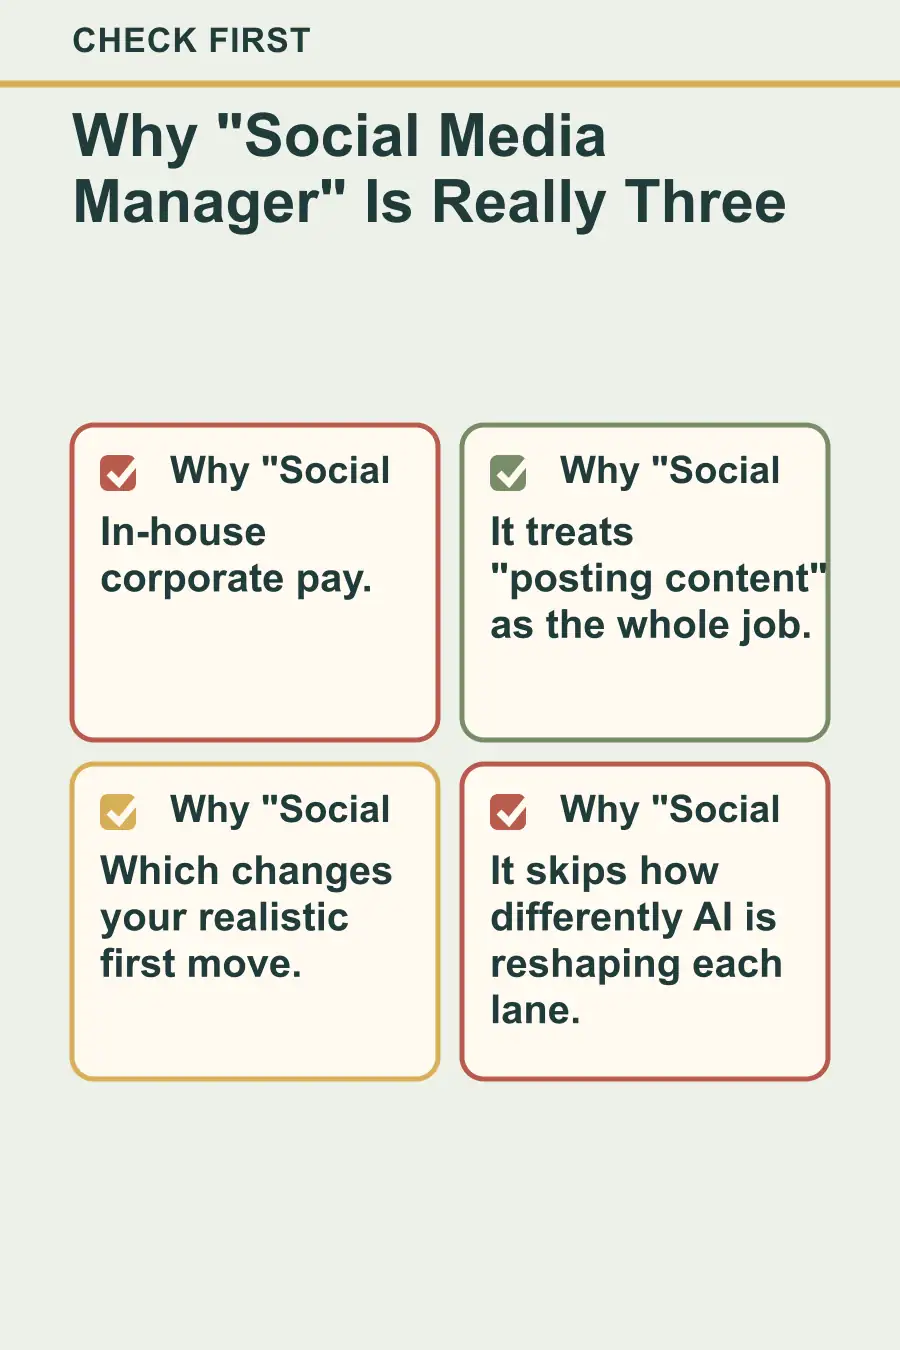 CHECK FIRST
Why "Social Media
Manager" Is Really Three
Why "Social
In-house
corporate pay.
Why "Social
It treats
"posting content"
as the whole job.
Why "Social
Which changes
your realistic
first move.
Why "Social
It skips how
differently AI is
reshaping each
lane.